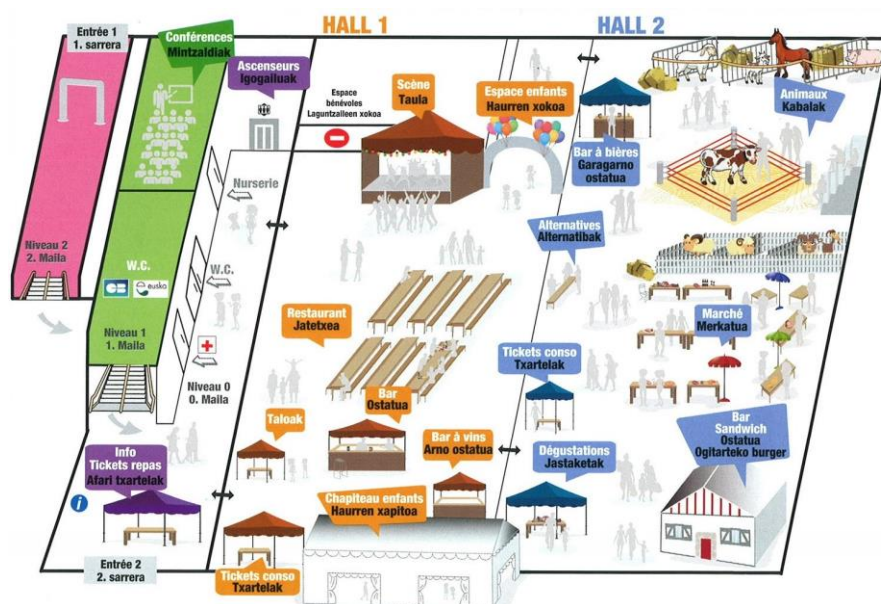 HALL 1
HALL 2
Entrée 1
1. sarrera
Conférences
Mintzaldiak
Ascenseurs
Igogailuak
Espace
bénévoles
Laguntzaileen xokoa
Scène
Taula
Espace enfants
Haurren xokoa
Bar à bières
Garagarno
ostatua
Animaux
Kabalak
Nurserie
Niveau 2
2. Maila
W.C.
CB
euska
W.C.
Niveau 1
1. Maila
Niveau 0
0. Maila
Alternatives
Alternatibak
Restaurant
Jatetxea
Marché
Merkatua
Tickets conso
Txartelak
Taloak
Bar
Ostatua
Bar à vins
Arno ostatua
Dégustations
Jastaketak
Bar
Sandwich
Ostatua
Ogitarteko burger
Info
Tickets repas
Afari txartelak
i
Chapiteau enfants
Haurren xapitoa
Entrée 2
2. sarrera
Tickets conso
Txartelak